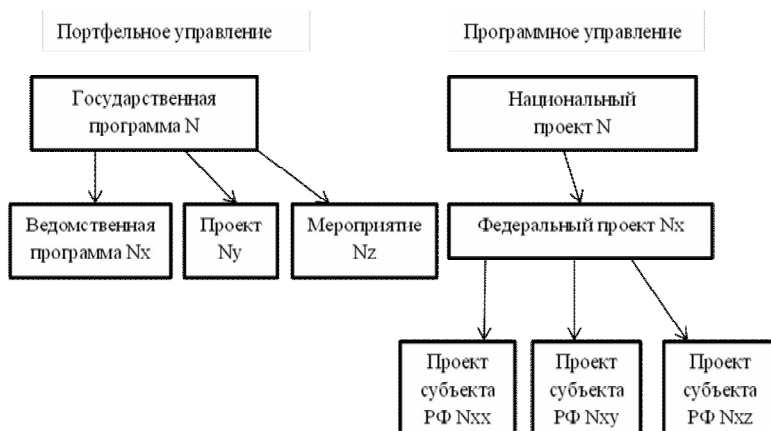 Портфельное управление
Программное управление
Государственная
программа N
Национальный
проект N
Ведомственная
программа Nx
Проект
Ny
Мероприятие
Nz
Федеральный проект Nx
Проект
субъекта
РФ Nxx
Проект
субъекта
РФ Nxy
Проект
субъекта
РФ Nxz